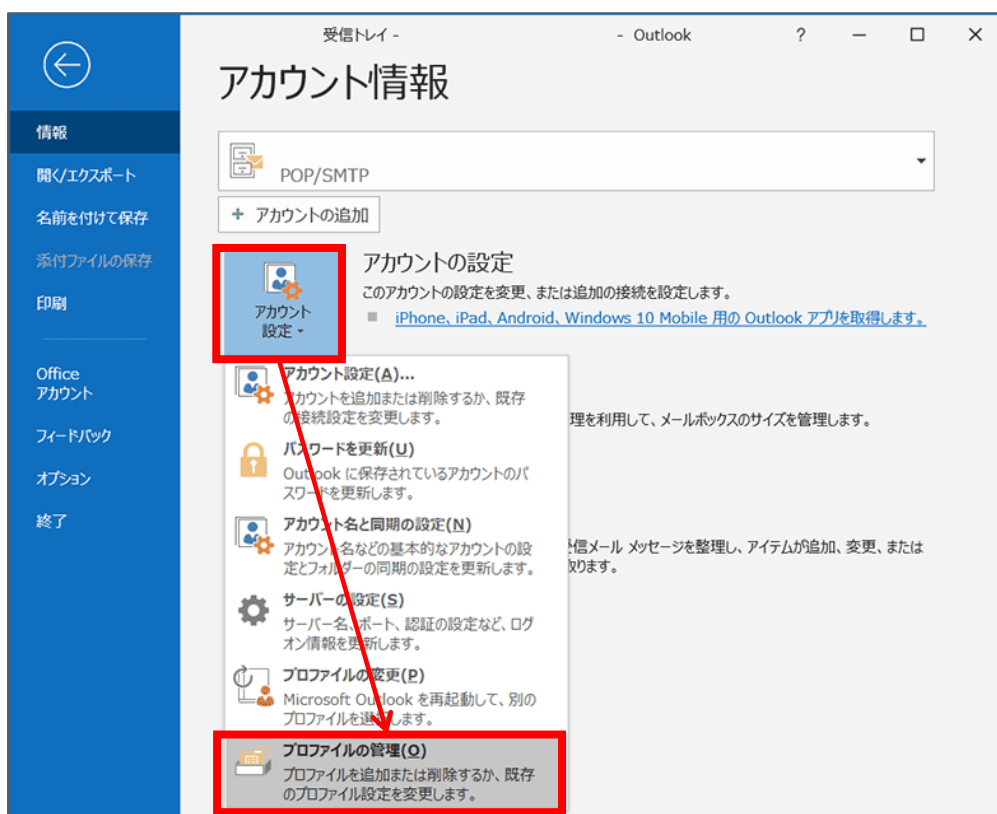 受信トレイ -
- Outlook
?
アカウント情報
情報
開く/エクスポート
名前を付けて保存
添付ファイルの保存
印刷
Office
アカウント
フィードバック
オプション
終了
POP/SMTP
+ アカウントの追加
アカウント
設定
アカウントの設定
このアカウントの設定を変更、または追加の接続を設定します。
iPhone、iPad、Android、Windows 10 Mobile 用の Outlook アプリを取得します。
アカウント設定(A)...
アカウントを追加または削除するか、既存
の接続設定を変更します。
パスワードを更新(U)
Outlook に保存されているアカウントのパ
スワードを更新します。
アカウント名と同期の設定(N)
アカウント名などの基本的なアカウントの設
定とフォルダーの同期の設定を更新します。
サーバーの設定(S)
サーバー名、ポート、認証の設定など、ログ
オン情報を更新します。
プロファイルの変更(P)
Microsoft Outlook を再起動して、別の
プロファイルを選択します。
プロファイルの管理(O)
プロファイルを追加または削除するか、既存
のプロファイル設定を変更します。
理を利用して、メールボックスのサイズを管理します。
信メール メッセージを整理し、アイテムが追加、変更、または
取ります。